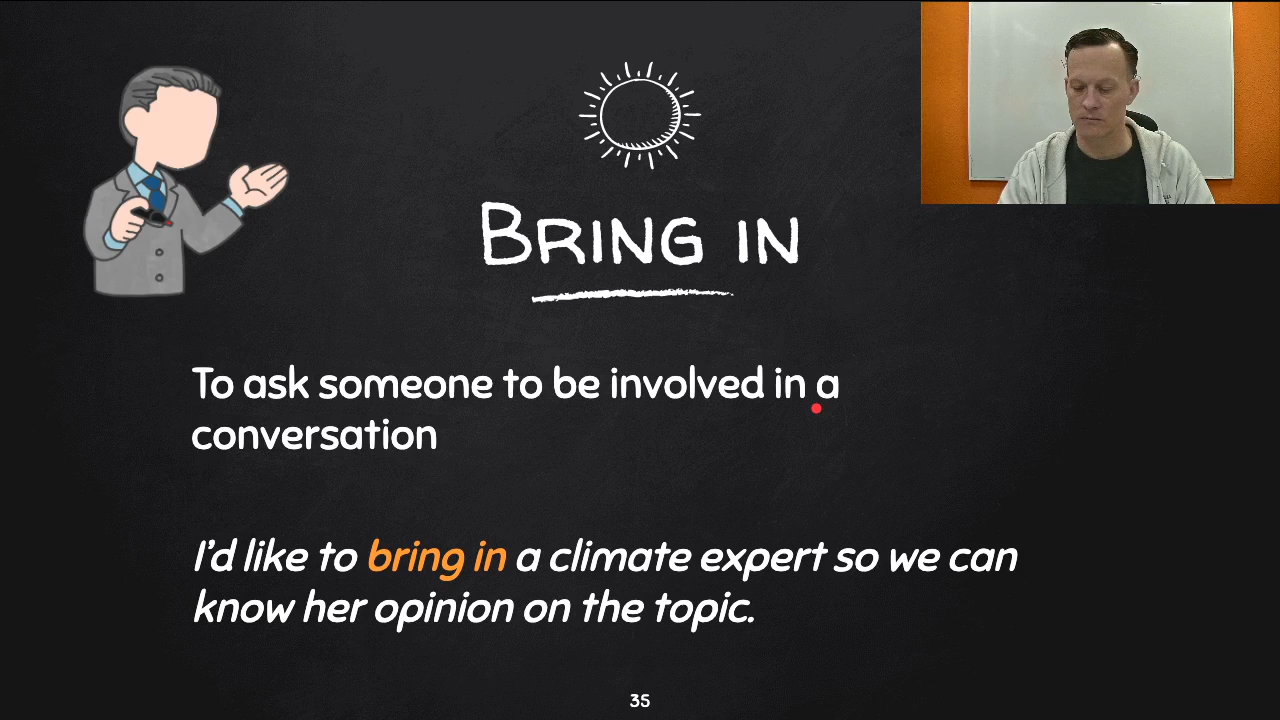 BRING IN
To ask someone to be involved in a
conversation
I'd like to bring in a climate expert so we can
know her opinion on the topic.
35